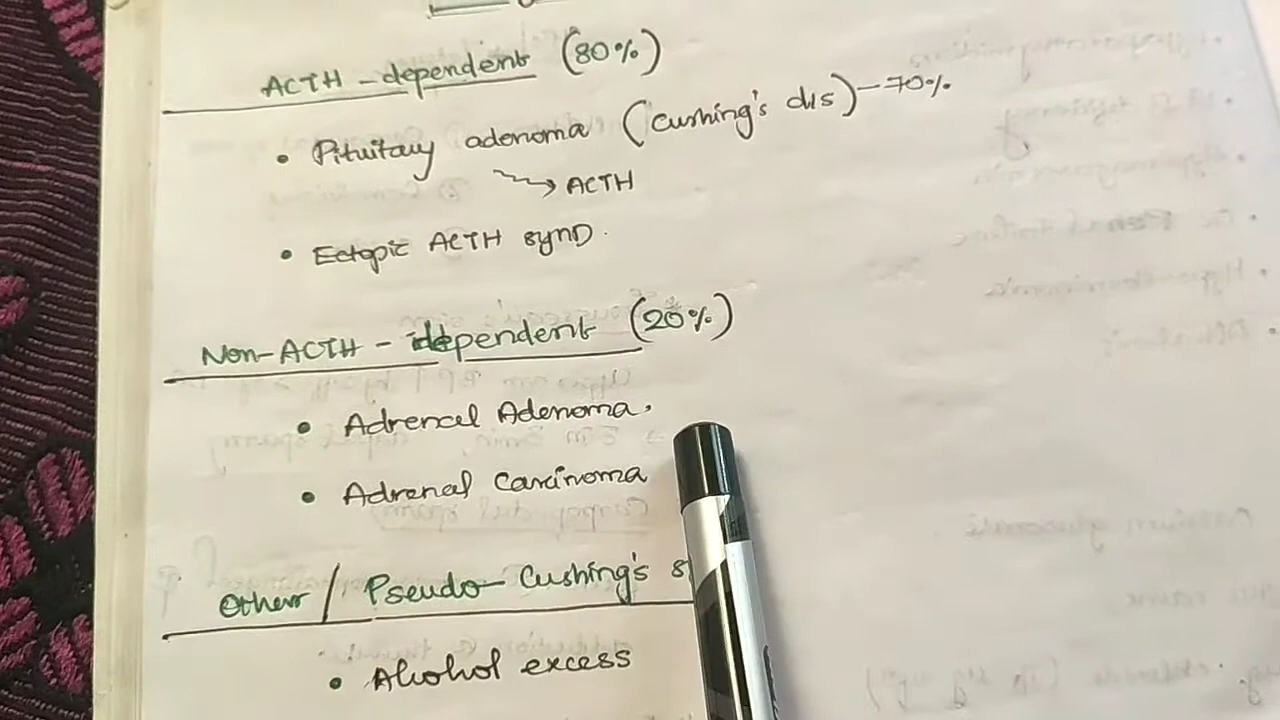 ACTH - dependent (80%)
• Pituitary adenoma (Cushing's dis) - 70%
→ ACTH
• Ectopic ACTH synD.
Non-ACTH - dependent (20%)
• Adrenal Adenoma.
• Adrenal Carcinoma
Others / Pseudo- Cushing's s
• Alcohol excess